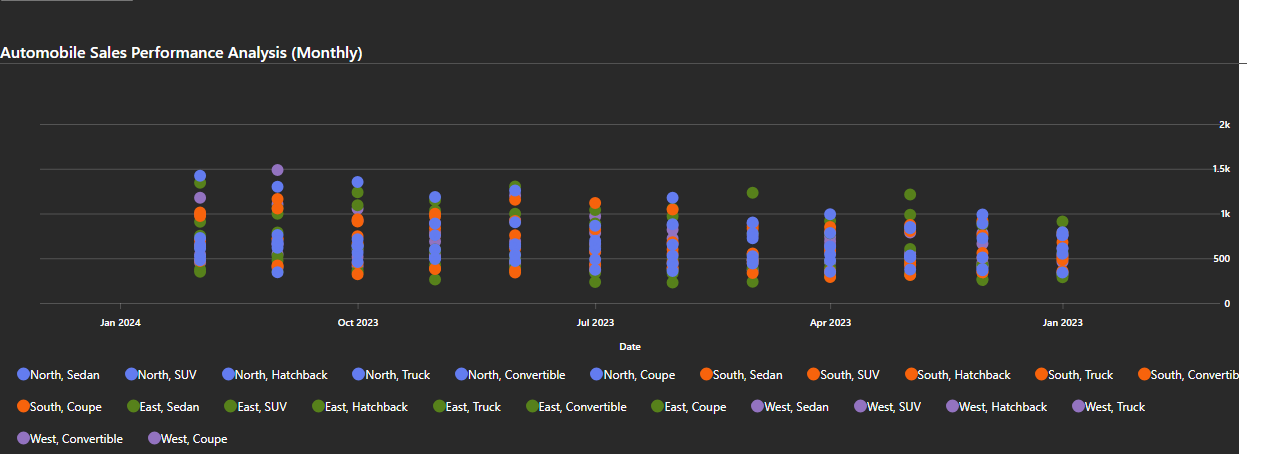 Automobile Sales Performance Analysis (Monthly)
2k
1.5k
1k
500
0
Jan 2024 Oct 2023 Jul 2023 Apr 2023 Jan 2023
Date
North, Sedan North, SUV North, Hatchback North, Truck North, Convertible North, Coupe South, Sedan South, SUV South, Hatchback South, Truck South, Convertib
South, Coupe East, Sedan East, SUV East, Hatchback East, Truck East, Convertible East, Coupe West, Sedan West, SUV West, Hatchback West, Truck
West, Convertible West, Coupe